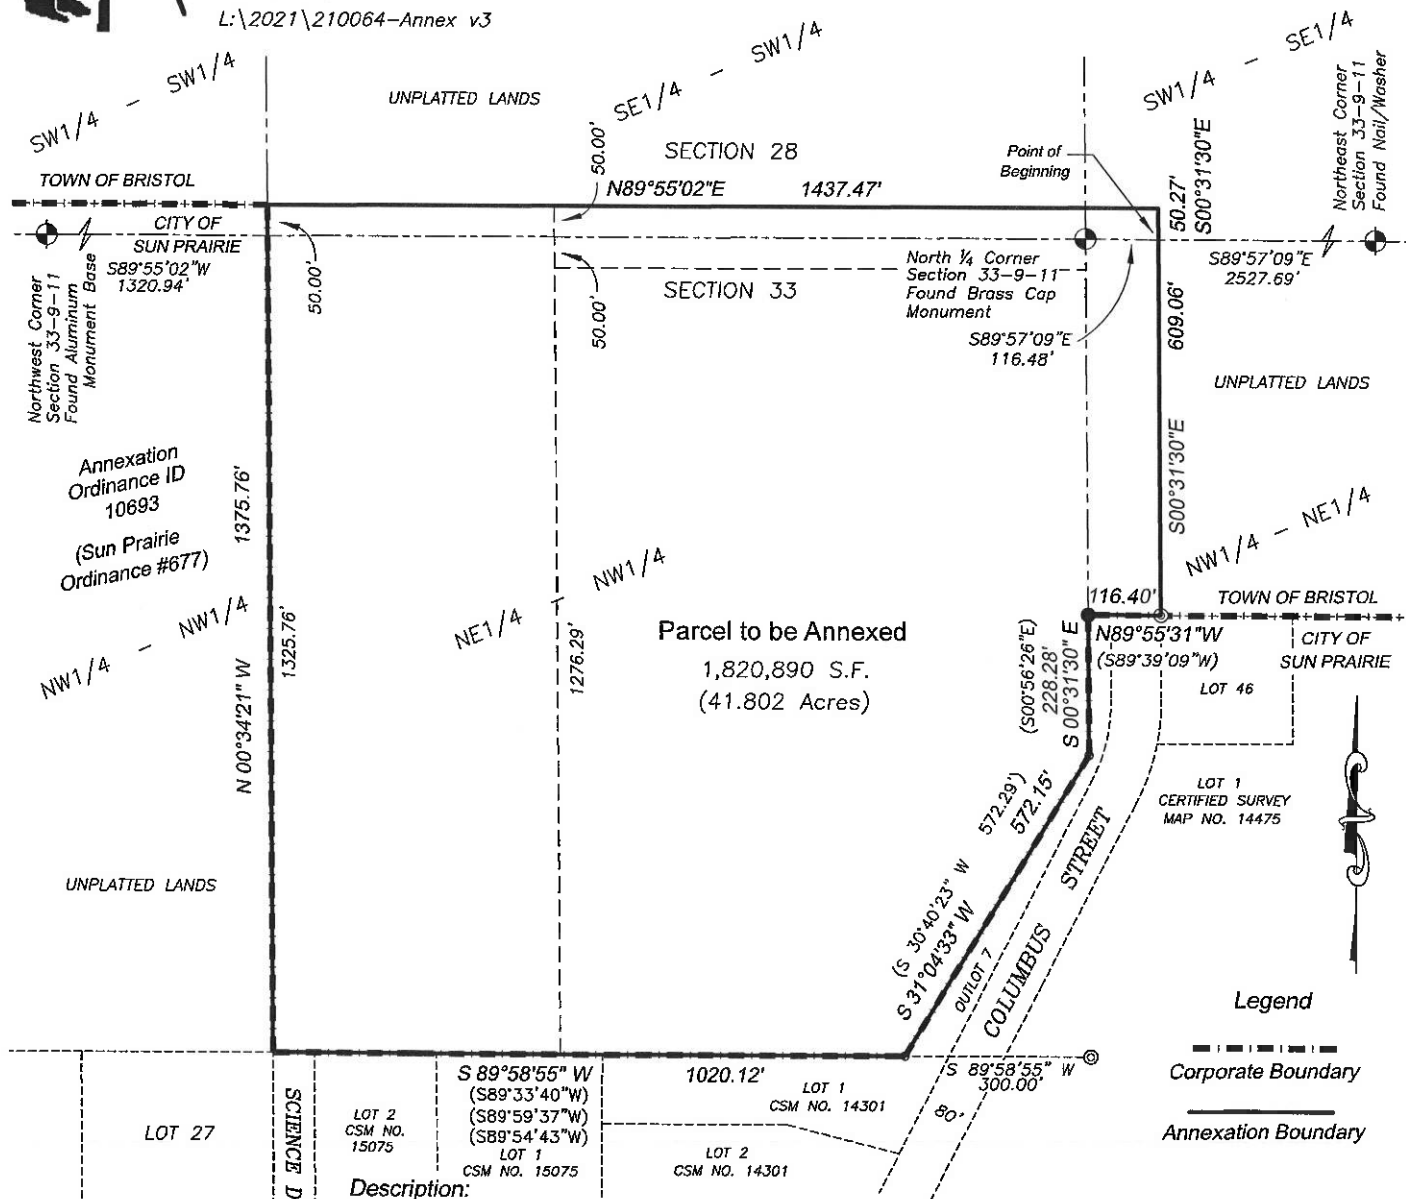 L:\2021\210064-Annex v3
SW1/4 - SW1/4
UNPLATTED LANDS
SE1/4 - SW1/4
SW1/4 - SE1/4
SECTION 28
50.00'
N89°55'02"E 1437.47'
Point of
Beginning
50.27'
S00°31'30"E
Northeast Corner
Section 33-9-11
Found Nail/Washer
TOWN OF BRISTOL
CITY OF
SUN PRAIRIE
S89°55'02"W
1320.94'
Northwest Corner
Section 33-9-11
Found Aluminum
Monument Base
50.00'
50.00'
SECTION 33
North ¼ Corner
Section 33-9-11
Found Brass Cap
Monument
S89°57'09"E
116.48'
609.06'
S00°31'30"E
S89°57'09"E
2527.69'
UNPLATTED LANDS
Annexation
Ordinance ID
10693
(Sun Prairie
Ordinance #677)
NW1/4 - NW1/4
1375.76'
N 00°34'21" W
1325.76'
NE1/4 - NW1/4
1276.29'
Parcel to be Annexed
1,820,890 S.F.
(41.802 Acres)
NW1/4 - NE1/4
116.40'
N89°55'31"W
(S89°39'09"W)
TOWN OF BRISTOL
CITY OF
SUN PRAIRIE
(S00°56'26"E)
228.28'
S 00°31'30" E
LOT 46
LOT 1
CERTIFIED SURVEY
MAP NO. 14475
UNPLATTED LANDS
(S 30°40'23" W 572.29')
S 31°04'33" W 572.15'
OUTLOT 7
COLUMBUS STREET
Legend
Corporate Boundary
Annexation Boundary
S 89°58'55" W 1020.12'
(S89°33'40"W)
(S89°59'37"W)
(S89°54'43"W)
S 89°58'55" W
300.00'
80'
LOT 27
SCIENCE D
LOT 2
CSM NO.
15075
LOT 1
CSM NO. 15075
LOT 1
CSM NO. 14301
LOT 2
CSM NO. 14301
Description: